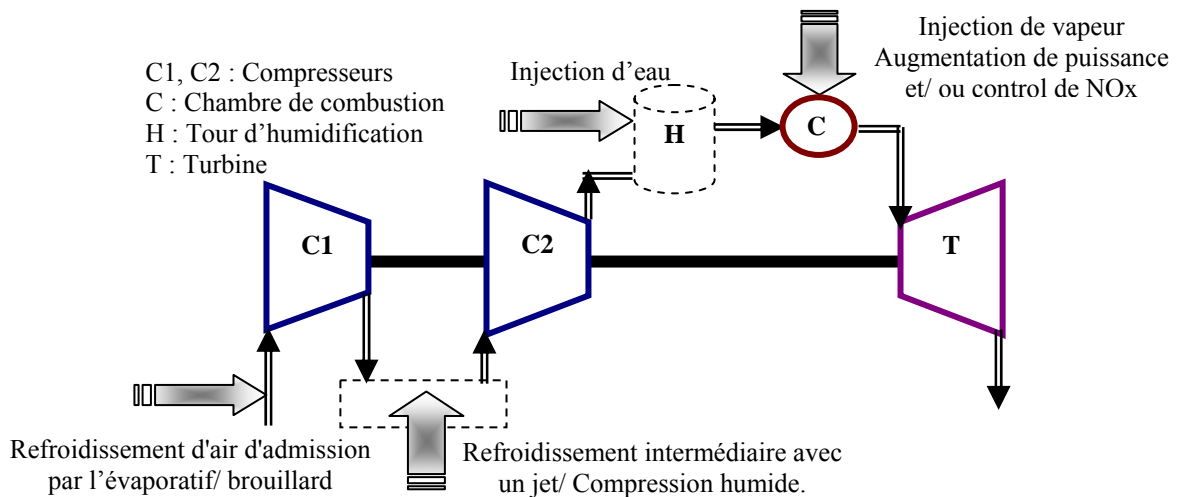 Injection de vapeur
Augmentation de puissance
et/ ou control de NOx
C1, C2 : Compresseurs
C : Chambre de combustion
H : Tour d’humidification
T : Turbine
Injection d’eau
H
C
C1
C2
T
Refroidissement d'air d'admission
par l’évaporatif/ brouillard
Refroidissement intermédiaire avec
un jet/ Compression humide.